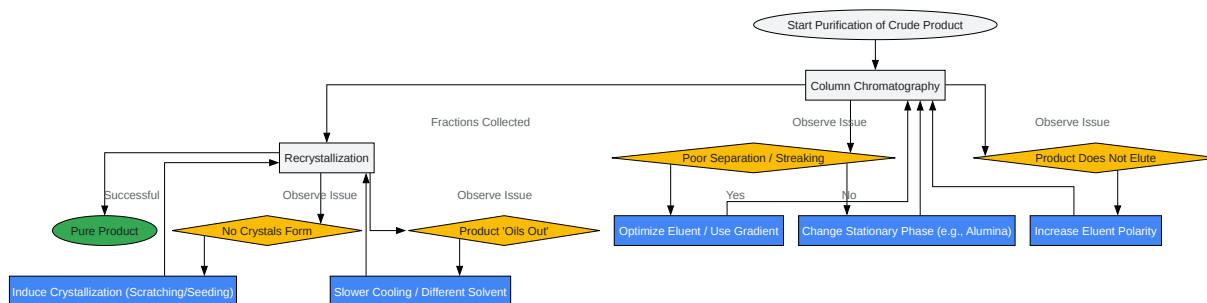 Start Purification of Crude Product
Column Chromatography
Fractions Collected
Observe Issue
Observe Issue
Recrystallization
Poor Separation / Streaking
Product Does Not Elute
Successful
Observe Issue
Observe Issue
Yes
No
Pure Product
No Crystals Form
Product 'Oils Out'
Optimize Eluent / Use Gradient
Change Stationary Phase (e.g., Alumina)
Increase Eluent Polarity
Induce Crystallization (Scratching/Seeding)
Slower Cooling / Different Solvent